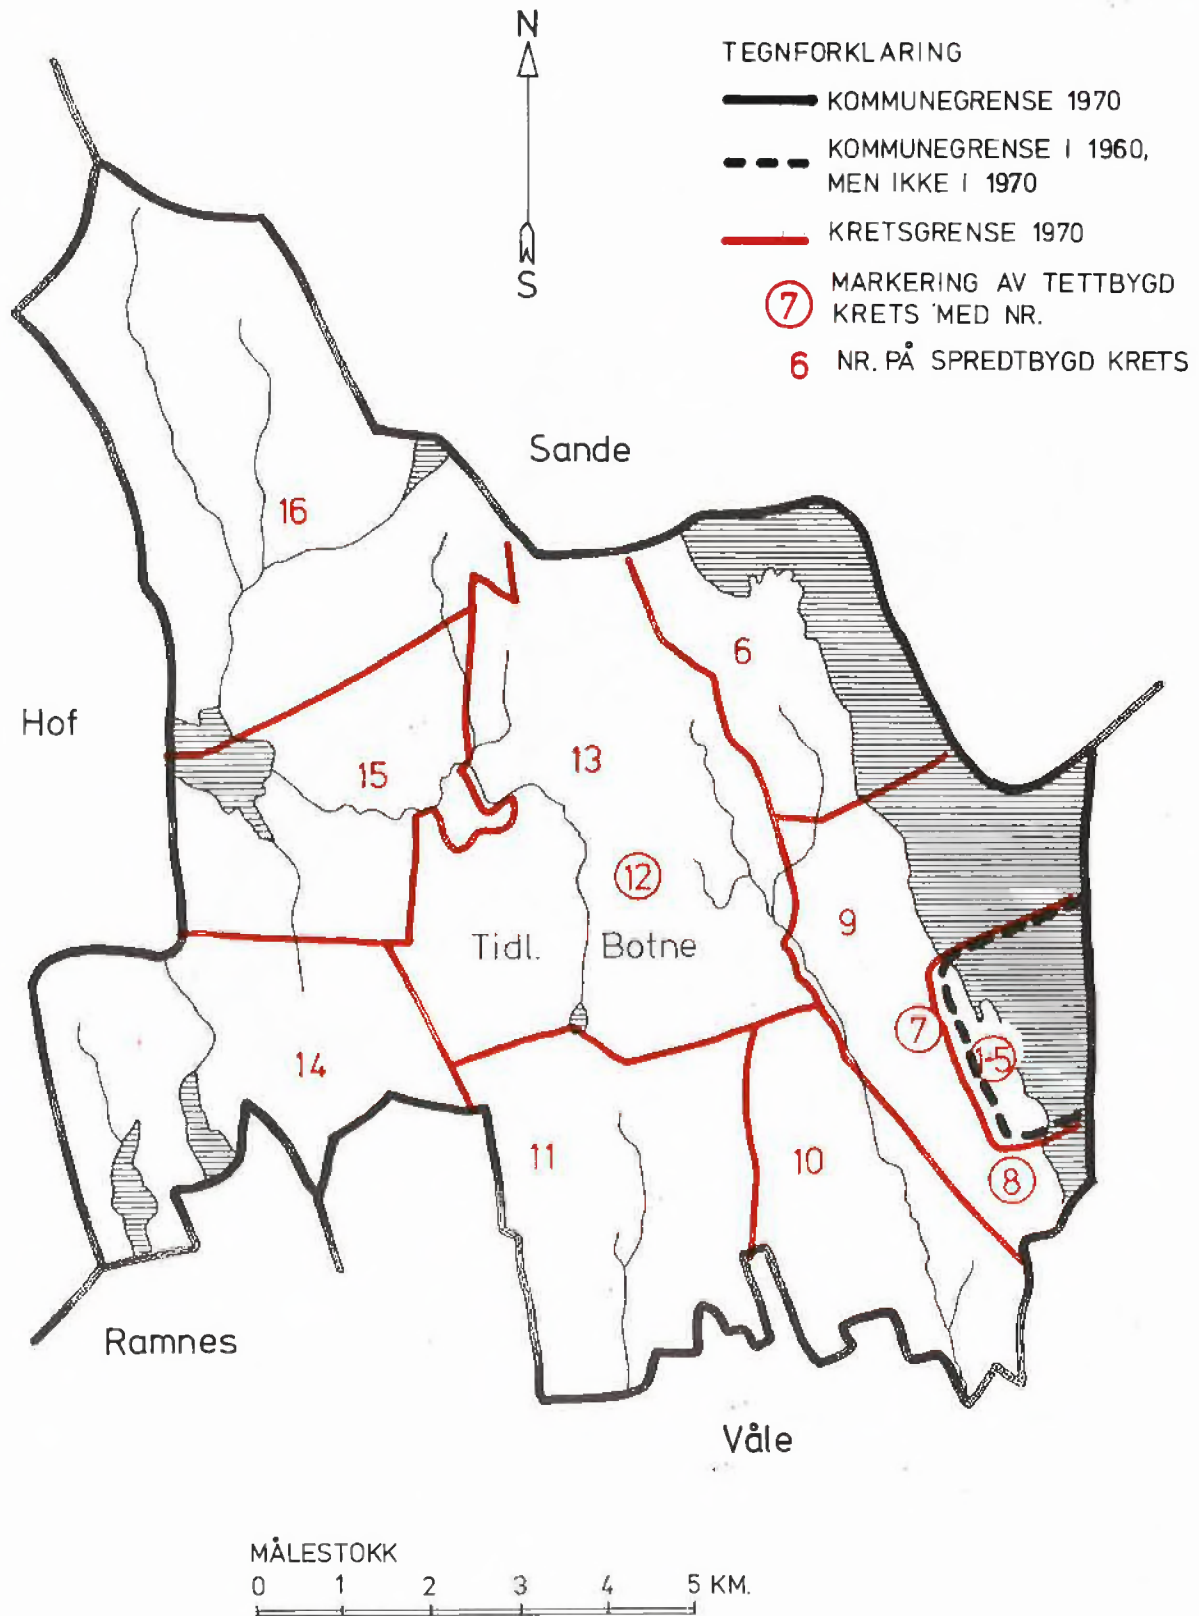 N
S
TEGNFORKLARING
KOMMUNEGRENSE 1970
KOMMUNEGRENSE I 1960,
MEN IKKE I 1970
KRETSGRENSE 1970
7
MARKERING AV TETTBYGD
KRETS MED NR.
6
NR. PÅ SPREDTBYGD KRETS
Sande
16
6
Hof
15
13
12
9
Tidl. Botne
7
1-5
14
11
10
8
Ramnes
Våle
MÅLESTOKK
0 1 2 3 4 5 KM.